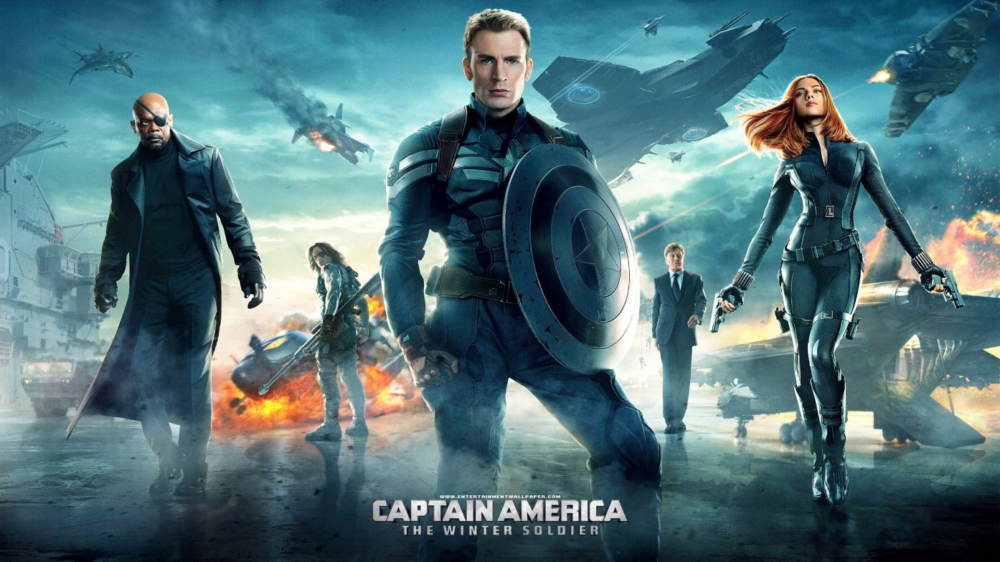 WWW.ENTERTAINMENTWALLPAPER.COM
CAPTAIN AMERICA
THE WINTER SOLDIER